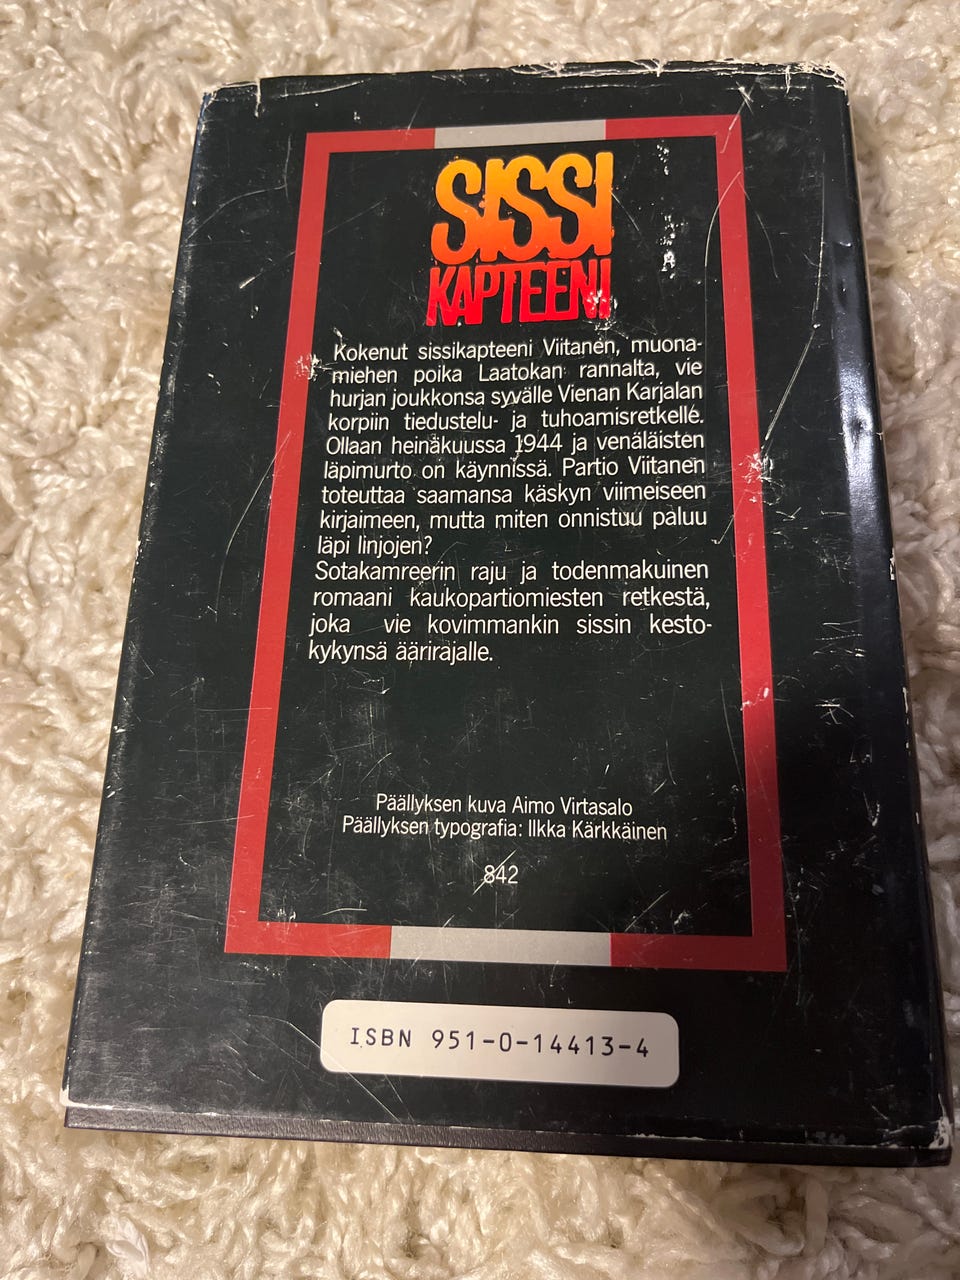 SISSI
KAPTEENI
Kokenut sissikapteeni Viitanen, muona-
miehen poika Laatokan rannalta, vie
hurjan joukkonsa syvälle Vienan Karjalan
korpiin tiedustelu- ja tuhoamisretkelle.
Ollaan heinäkuussa 1944 ja venäläisten
läpimurto on käynnissä. Partio Viitanen
toteuttaa saamansa käskyn viimeiseen
kirjaimeen, mutta miten onnistuu paluu
läpi linjojen?
Sotakamreerin raju ja todenmakuinen
romaani kaukopartiomiesten retkestä,
joka vie kovimmankin sissin kesto-
kykynsä äärirajalle.
Päällyksen kuva Aimo Virtasalo
Päällyksen typografia: Ilkka Kärkkäinen
842
ISBN 951-0-14413-4